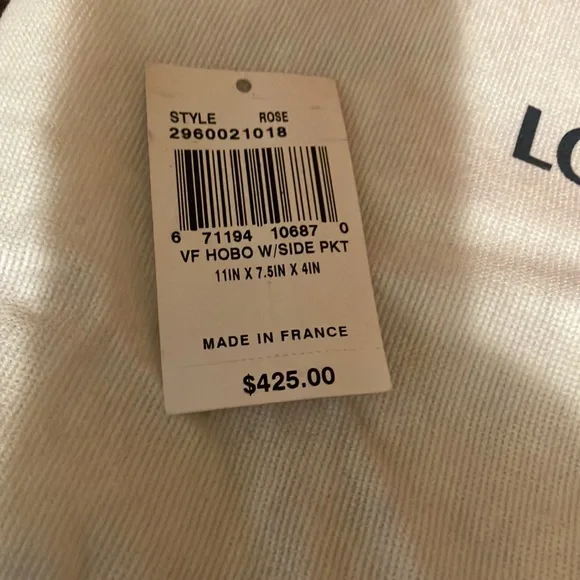 STYLE ROSE
2960021018
6 71194 10687 0
VF HOBO W/SIDE PKT
11IN X 7.5IN X 4IN
MADE IN FRANCE
$425.00
LO